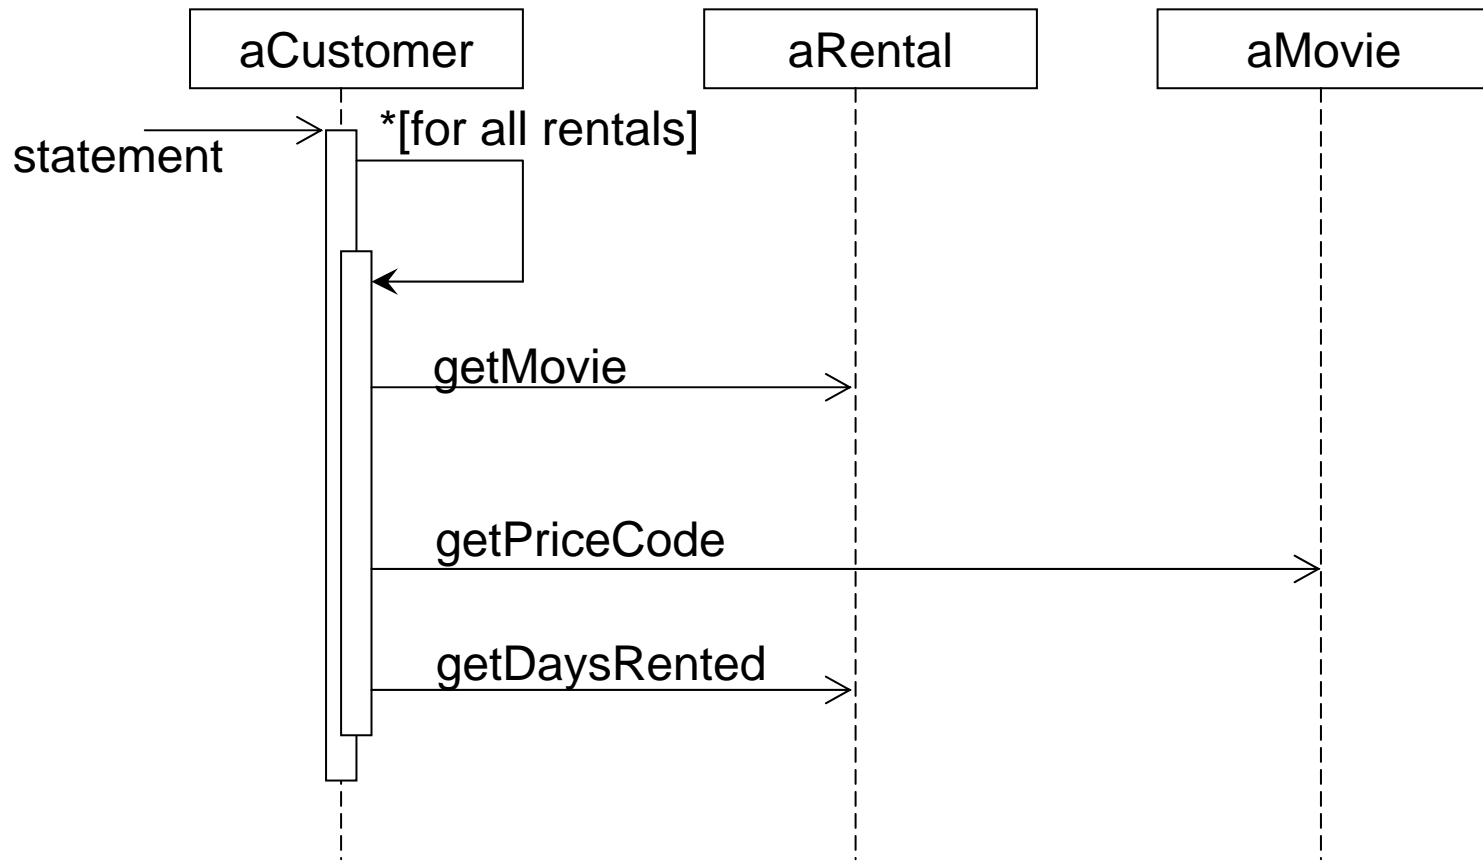 aCustomer
aRental
aMovie
*[for all rentals]
statement
getMovie
getPriceCode
getDaysRented